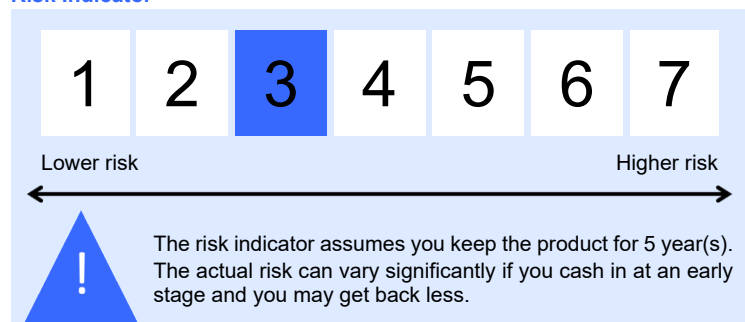 Risk Indicator
1 2 3 4 5 6 7
Lower risk Higher risk
! The risk indicator assumes you keep the product for 5 year(s).
The actual risk can vary significantly if you cash in at an early
stage and you may get back less.